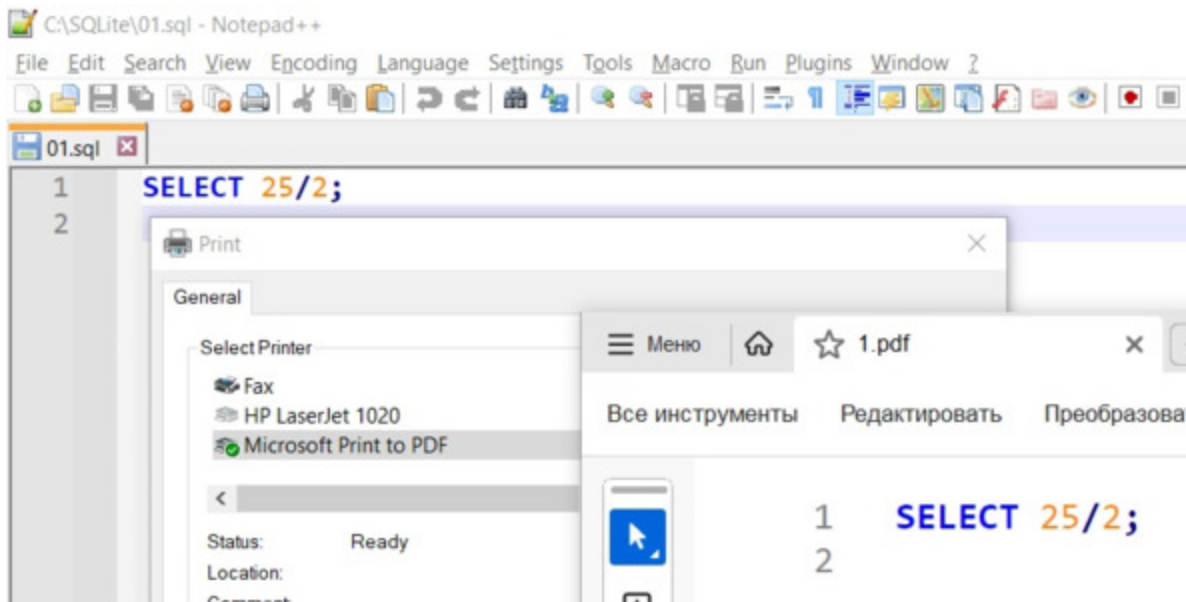 C:\SQLite\01.sql - Notepad++
File Edit Search View Encoding Language Settings Tools Macro Run Plugins Window ?
01.sql
1 SELECT 25/2;
2
Print
General
Select Printer
Fax
HP LaserJet 1020
Microsoft Print to PDF
Status: Ready
Location:
Comment:
Меню 1.pdf
Все инструменты Редактировать Преобразова
1 SELECT 25/2;
2